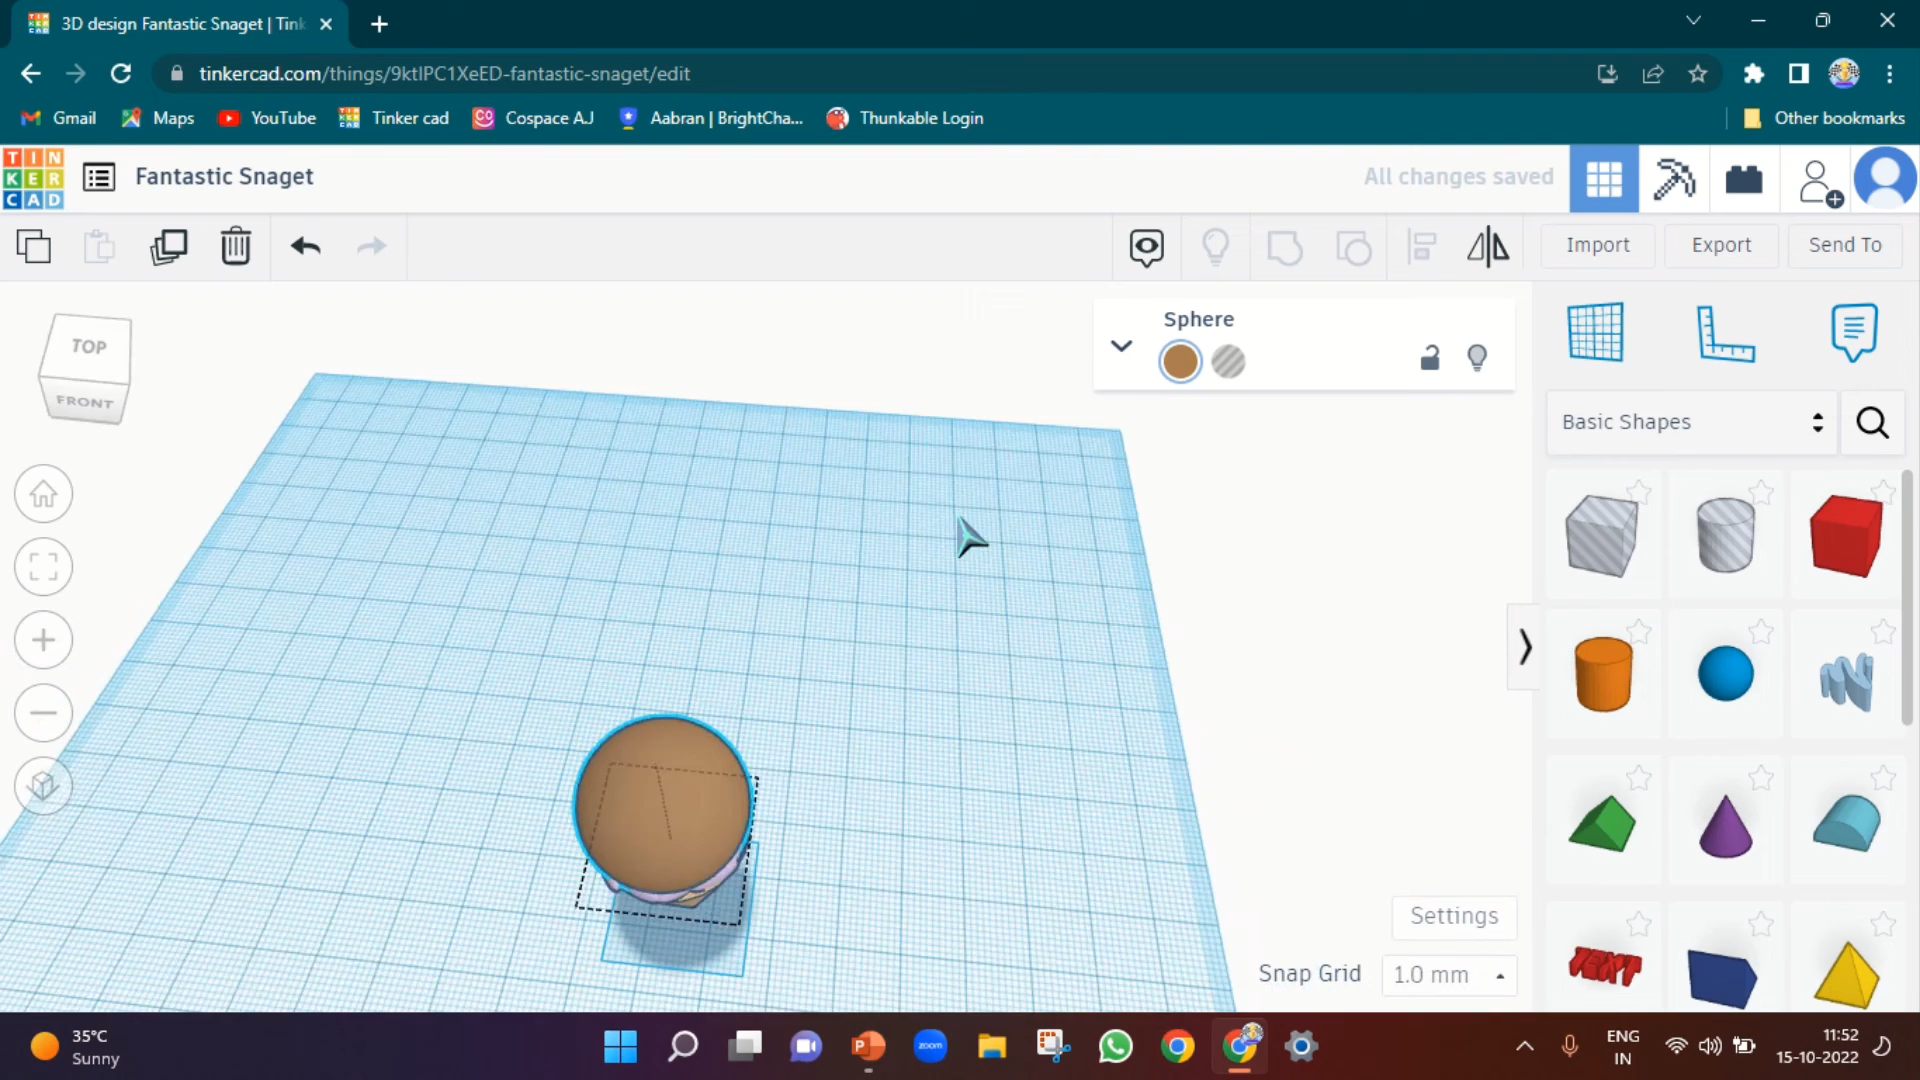 3D design Fantastic Snaget | Tink
tinkercad.com/things/9ktIPC1XeED-fantastic-snaget/edit
Gmail
Maps
YouTube
Tinker cad
Cospace AJ
Aabran | BrightCha...
Thunkable Login
Other bookmarks
TIN
KER
CAD
Fantastic Snaget
All changes saved
Import
Export
Send To
TOP
FRONT
Sphere
Basic Shapes
TEXT
Settings
Snap Grid
1.0 mm
35°C
Sunny
zoom
ENG
IN
11:52
15-10-2022